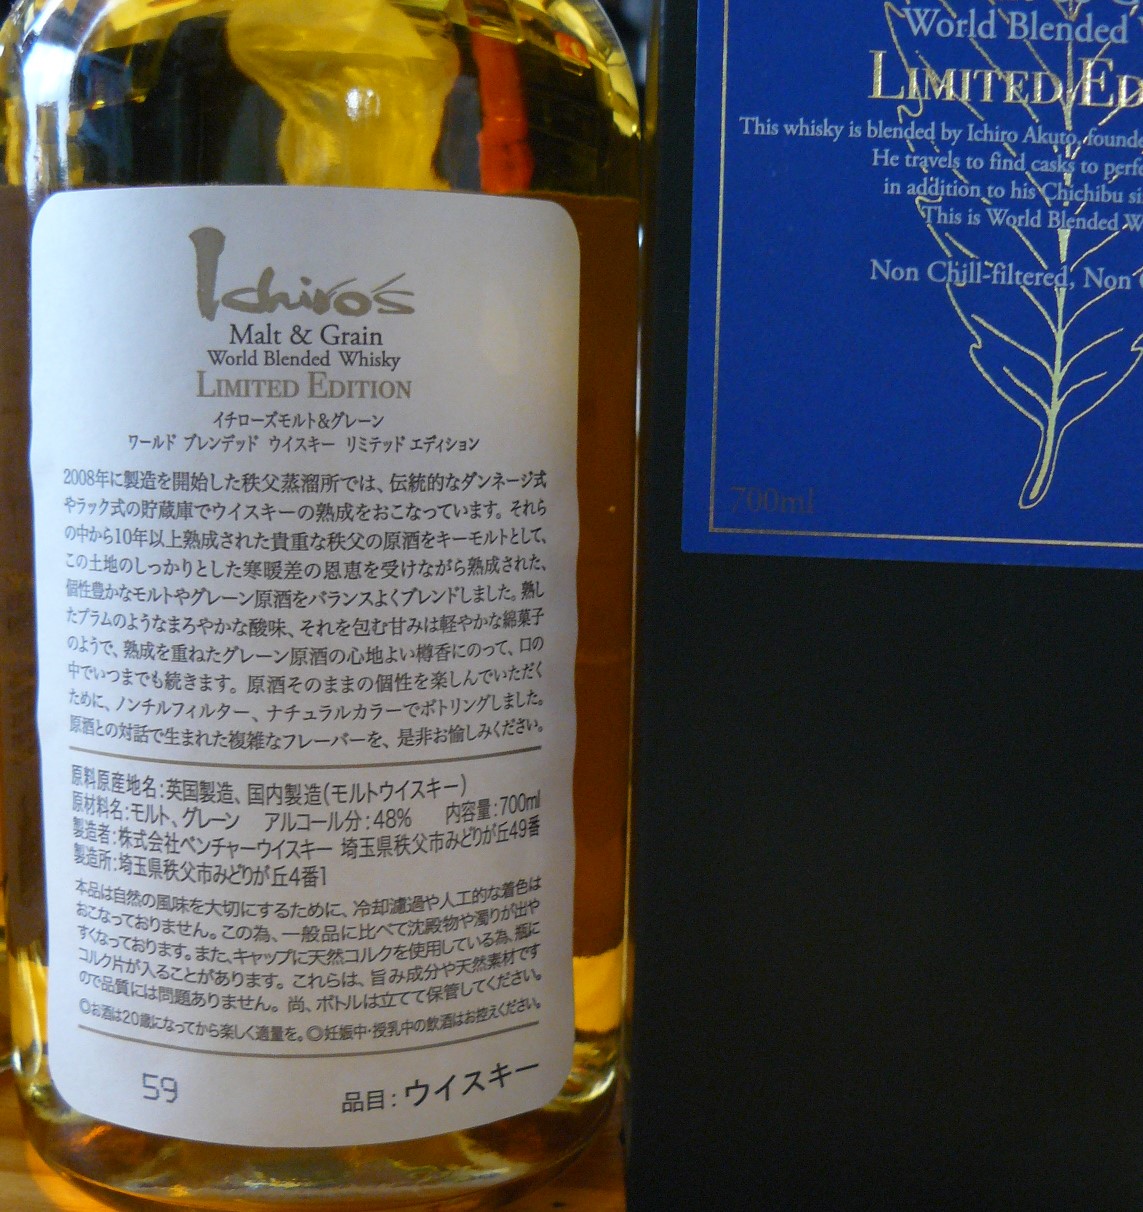 Ichiro's
Malt & Grain
World Blended Whisky
LIMITED EDITION
イチローズモルト&グレーン
ワールド ブレンデッド ウイスキー リミテッド エディション
2008年に製造を開始した秩父蒸溜所では、伝統的なダンネージ式
やラック式の貯蔵庫でウイスキーの熟成をおこなっています。それら
の中から10年以上熟成された貴重な秩父の原酒をキーモルトとして、
この土地のしっかりとした寒暖差の恩恵を受けながら熟成された、
個性豊かなモルトやグレーン原酒をバランスよくブレンドしました。熟し
たプラムのようなまろやかな酸味、それを包む甘みは軽やかな綿菓子
のようで、熟成を重ねたグレーン原酒の心地よい樽香にのって、口の
中でいつまでも続きます。原酒そのままの個性を楽しんでいただく
ために、ノンチルフィルター、ナチュラルカラーでボトリングしました。
原酒との対話で生まれた複雑なフレーバーを、是非お愉しみください。
原料原産地名:英国製造、国内製造(モルトウイスキー)
原材料名:モルト、グレーン アルコール分:48% 内容量:700ml
製造者:株式会社ベンチャーウイスキー 埼玉県秩父市みどりが丘49番
製造所:埼玉県秩父市みどりが丘4番1
本品は自然の風味を大切にするために、冷却濾過や人工的な着色は
おこなっておりません。この為、一般品に比べて沈殿物や濁りが出や
すくなっております。また、キャップに天然コルクを使用している為、瓶に
コルク片が入ることがあります。これらは、旨み成分や天然素材です
ので品質には問題ありません。尚、ボトルは立てて保管してください。
◎お酒は20歳になってから楽しく適量を。◎妊娠中・授乳中の飲酒はお控えください。
59
品目:ウイスキー
World Blended
LIMITED ED
This whisky is blended by Ichiro Akuto, founde
He travels to find casks to perfe
in addition to his Chichibu si
This is World Blended W
Non Chill-filtered, Non
700ml